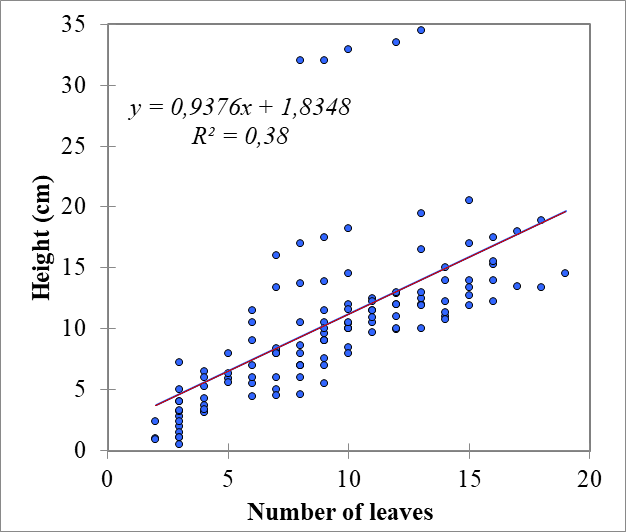 35
30
25
20
15
10
5
0
y = 0,9376x + 1,8348
R² = 0,38
Height (cm)
0 5 10 15 20
Number of leaves